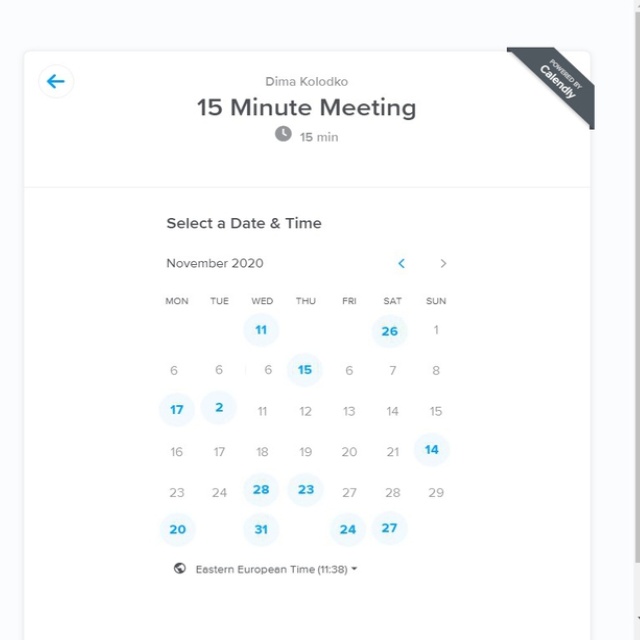 POWERED BY
Calendly
Dima Kolodko
15 Minute Meeting
15 min
Select a Date & Time
November 2020
MON TUE WED THU FRI SAT SUN
11 26 1
6 6 6 15 6 7 8
17 2 11 12 13 14 15
16 17 18 19 20 21 14
23 24 28 23 27 28 29
20 31 24 27
Eastern European Time (11:38)